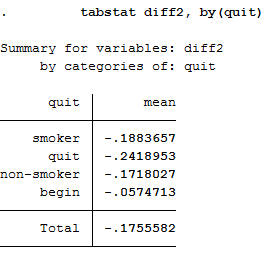 . tabstat diff2, by(quit)
Summary for variables: diff2
by categories of: quit
quit | mean
smoker | -.1883657
quit | -.2418953
non-smoker | -.1718027
begin | -.0574713
Total | -.1755582